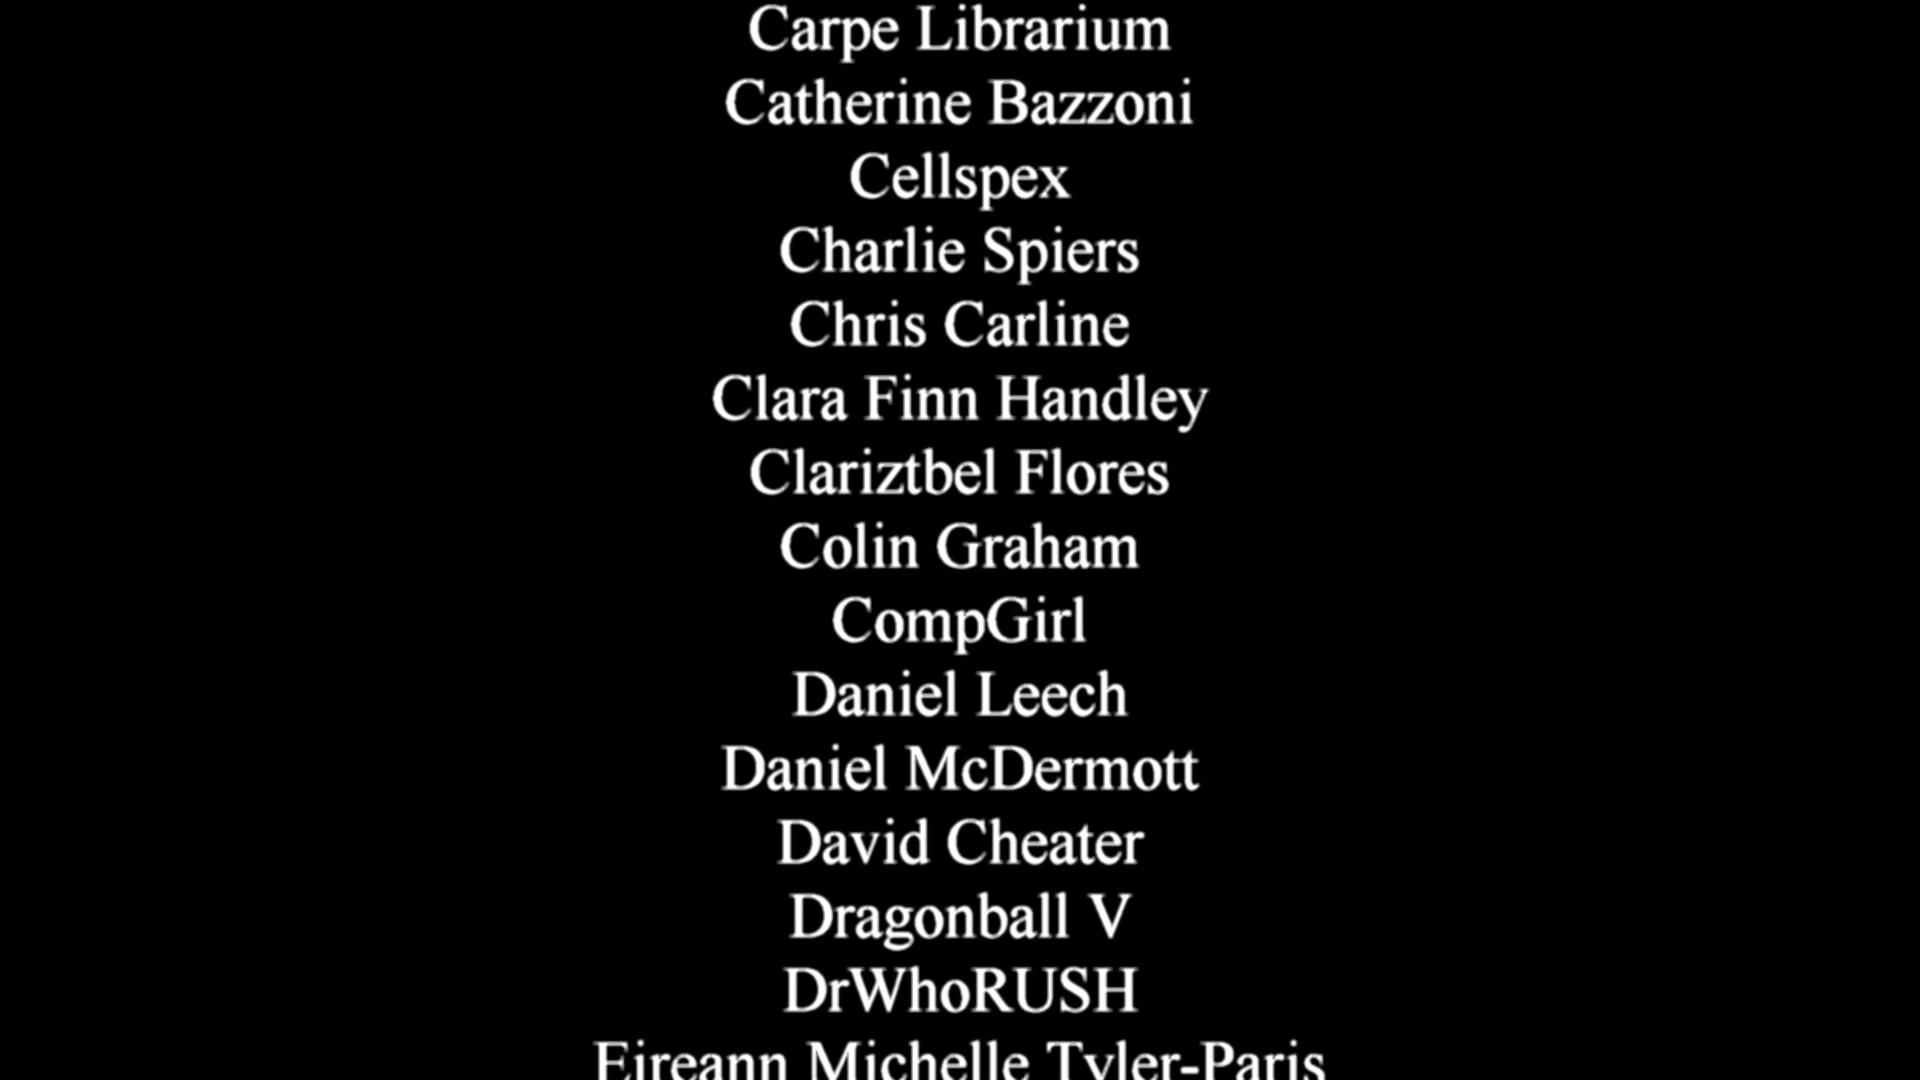 Carpe Librarium
Catherine Bazzoni
Cellspex
Charlie Spiers
Chris Carline
Clara Finn Handley
Clariztbel Flores
Colin Graham
CompGirl
Daniel Leech
Daniel McDermott
David Cheater
Dragonball V
DrWhoRUSH
Eireann Michelle Tyler-Paris